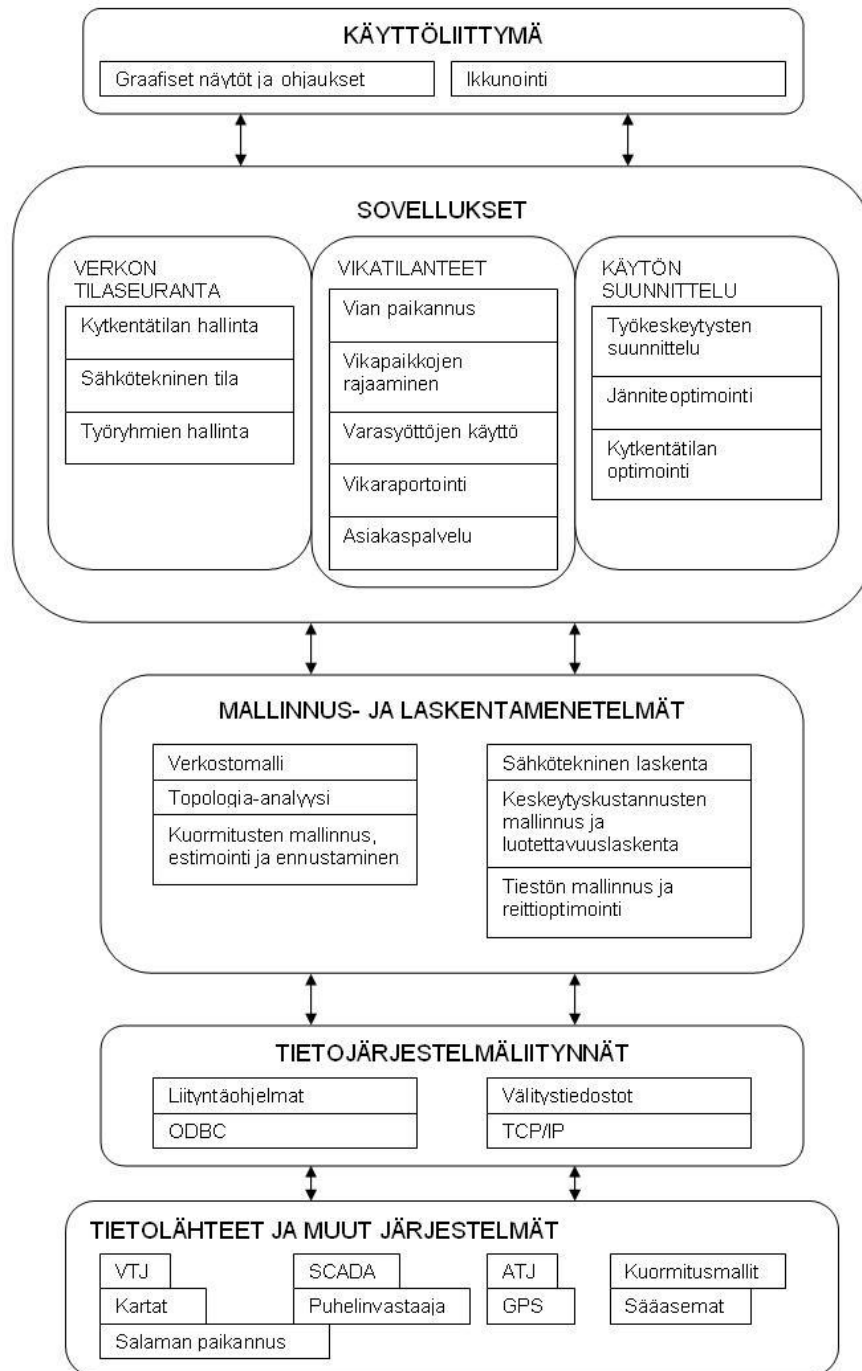 KÄYTTÖLIITTYMÄ
Graafiset näytöt ja ohjaukset
Ikkunointi
SOVELLUKSET
VERKON
TILASEURANTA
Kytkentätilan hallinta
Sähkötekninen tila
Työryhmien hallinta
VIKATILANTEET
Vian paikannus
Vikapaikkojen
rajaaminen
Varasyöttöjen käyttö
Vikaraportointi
Asiakaspalvelu
KÄYTÖN
SUUNNITTELU
Työkeskeytysten
suunnittelu
Jänniteoptimointi
Kytkentätilan
optimointi
MALLINNUS- JA LASKENTAMENETELMÄT
Verkostomalli
Topologia-analyysi
Kuormitusten mallinnus,
estimointi ja ennustaminen
Sähkötekninen laskenta
Keskeytyskustannusten
mallinnus ja
luotettavuuslaskenta
Tiestön mallinnus ja
reittioptimointi
TIETOJÄRJESTELMÄLIITYNNÄT
Liityntäohjelmat
ODBC
Välitystiedostot
TCP/IP
TIETOLÄHTEET JA MUUT JÄRJESTELMÄT
VTJ
SCADA
ATJ
Kuormitusmallit
Kartat
Puhelinvastaaja
GPS
Sääasemat
Salaman paikannus